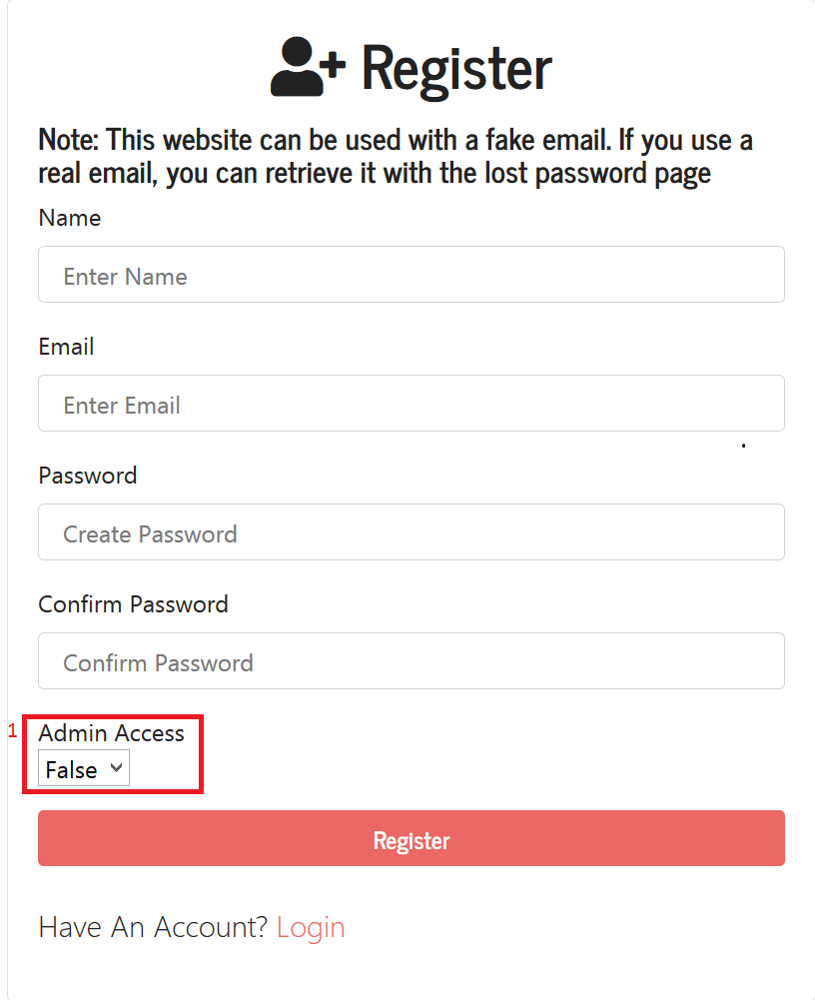 Register
Note: This website can be used with a fake email. If you use a
real email, you can retrieve it with the lost password page
Name
Enter Name
Email
Enter Email
Password
Create Password
Confirm Password
Confirm Password
1
Admin Access
False
Register
Have An Account? Login